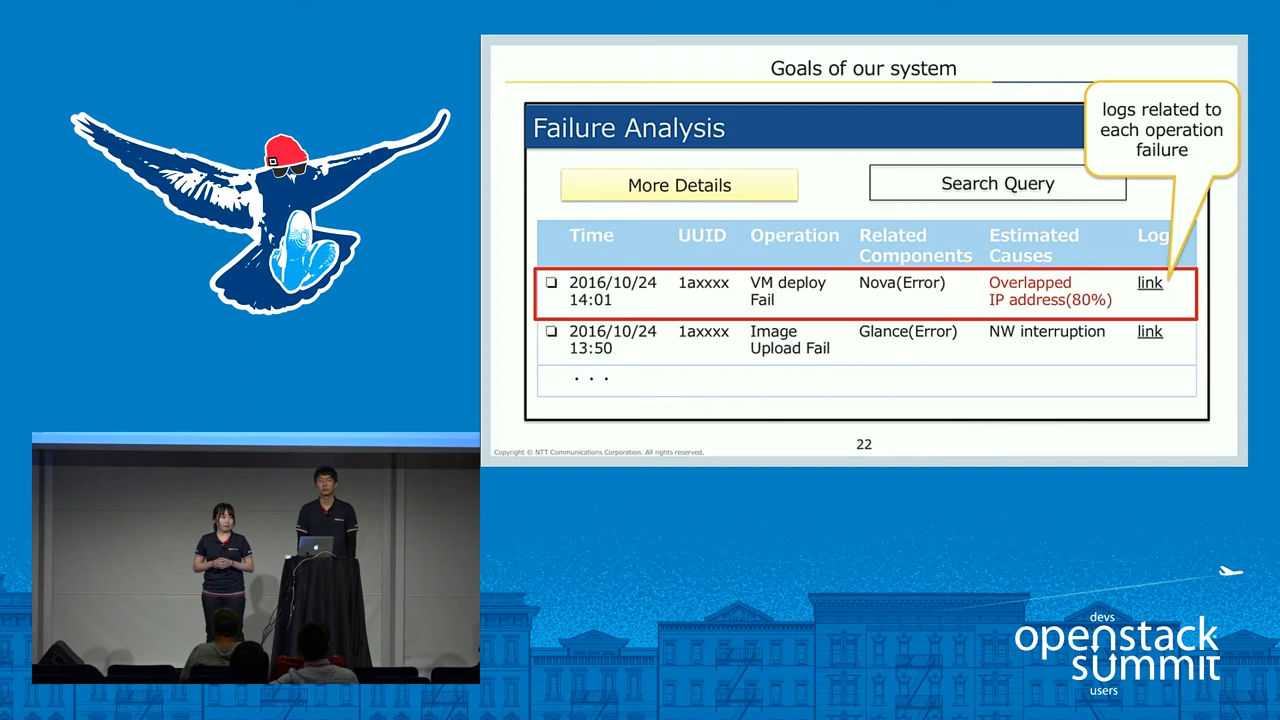 Goals of our system
logs related to
each operation
failure
Failure Analysis
More Details
Search Query
Time UUID Operation Related Components Estimated Causes Log
❏ 2016/10/24 14:01 1axxxx VM deploy Fail Nova(Error) Overlapped IP address(80%) link
❏ 2016/10/24 13:50 1axxxx Image Upload Fail Glance(Error) NW interruption link
・・・
Copyright © NTT Communications Corporation. All rights reserved.
22
devs
openstack
summit
users